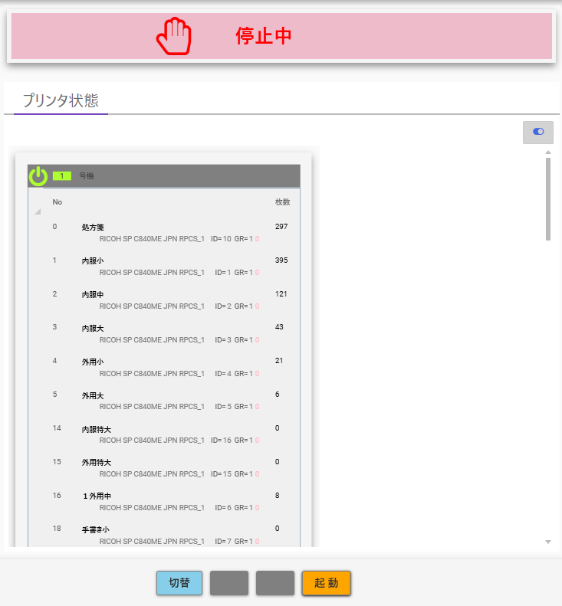 停止中
プリンタ状態
1 号機
No 枚数
0 処方箋 297
RICOH SP C840ME JPN RPCS_1 ID= 10 GR= 1 0
1 内服小 395
RICOH SP C840ME JPN RPCS_1 ID= 1 GR= 1 0
2 内服中 121
RICOH SP C840ME JPN RPCS_1 ID= 2 GR= 1 0
3 内服大 43
RICOH SP C840ME JPN RPCS_1 ID= 3 GR= 1 0
4 外用小 21
RICOH SP C840ME JPN RPCS_1 ID= 4 GR= 1 0
5 外用大 6
RICOH SP C840ME JPN RPCS_1 ID= 5 GR= 1 0
14 内服特大 0
RICOH SP C840ME JPN RPCS_1 ID= 16 GR= 1 0
15 外用特大 0
RICOH SP C840ME JPN RPCS_1 ID= 15 GR= 1 0
16 １外用中 8
RICOH SP C840ME JPN RPCS_1 ID= 6 GR= 1 0
18 手書き小 0
RICOH SP C840ME JPN RPCS_1 ID= 7 GR= 1 0
切替 起動